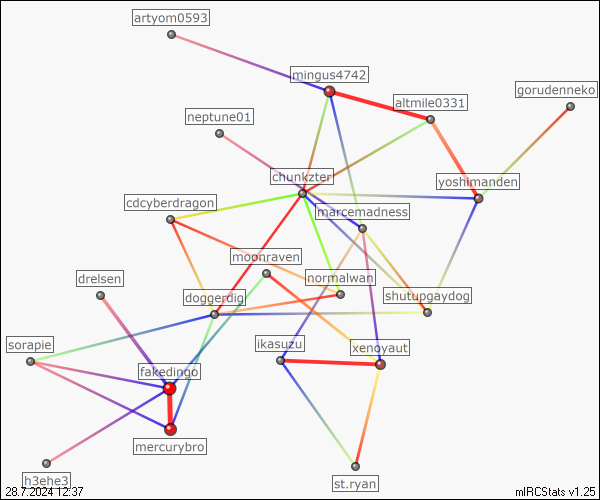 artyom0593
mingus4742
gorudenneko
altmile0331
neptune01
chunkzter
yoshimanden
cdcyberdragon
marcemadness
moonraven
drelsen
normalwan
doggerdig
shutupgaydog
sorapie
ikasuzu
xenoyaut
fakedingo
mercurybro
h3ehe3
st.ryan
28.7.2024 12:37
mIRCStats v1.25